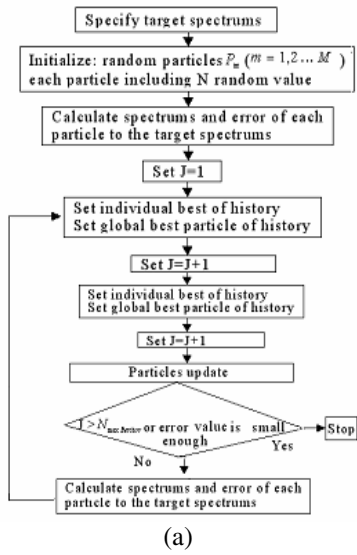 Specify target spectrums
Initialize: random particles P_m (m = 1,2 ... M)
each particle including N random value
Calculate spectrums and error of each
particle to the target spectrums
Set J=1
Set individual best of history
Set global best particle of history
Set J=J+1
Set individual best of history
Set global best particle of history
Set J=J+1
Particles update
J > N or error value is small
enough
Stop
Yes
No
Calculate spectrums and error of each
particle to the target spectrums
(a)